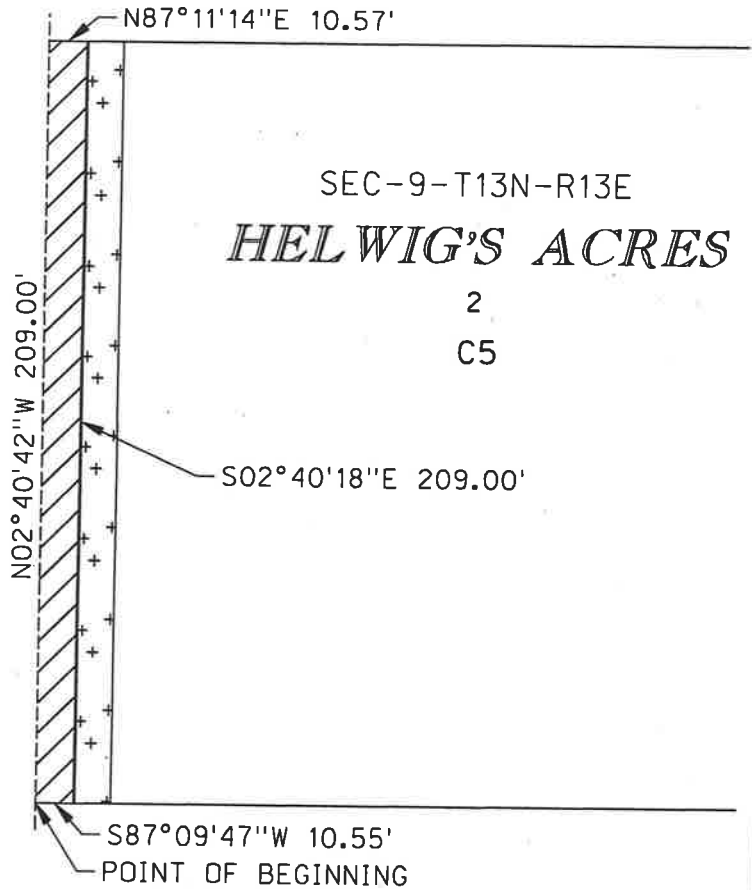 N87°11'14"E 10.57'
SEC-9-T13N-R13E
HELWIG'S ACRES
2
C5
N02°40'42"W 209.00'
S02°40'18"E 209.00'
S87°09'47"W 10.55'
POINT OF BEGINNING